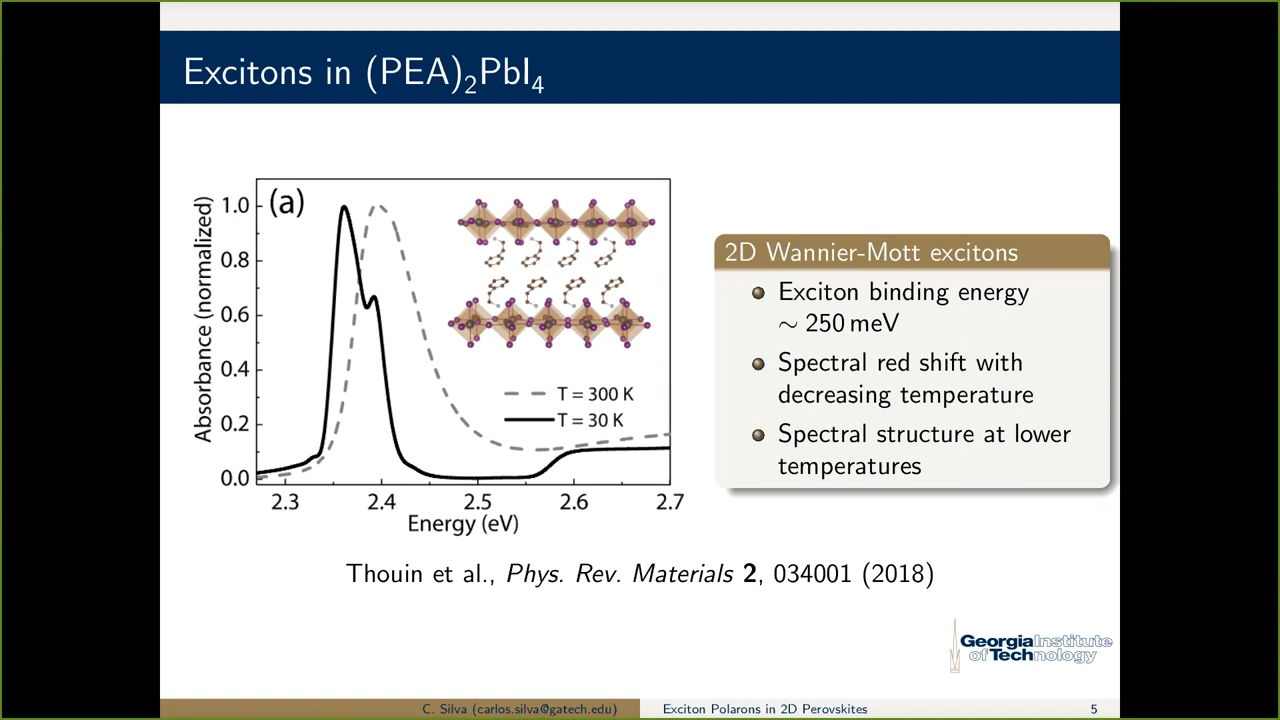 Excitons in (PEA)₂PbI₄
(a)
Absorbance (normalized)
1.0
0.8
0.6
0.4
0.2
0.0
T = 300 K
T = 30 K
2.3 2.4 2.5 2.6 2.7
Energy (eV)
2D Wannier-Mott excitons
Exciton binding energy
∼ 250 meV
Spectral red shift with
decreasing temperature
Spectral structure at lower
temperatures
Thouin et al., Phys. Rev. Materials 2, 034001 (2018)
Georgia Institute
of Technology
C. Silva (carlos.silva@gatech.edu) Exciton Polarons in 2D Perovskites 5